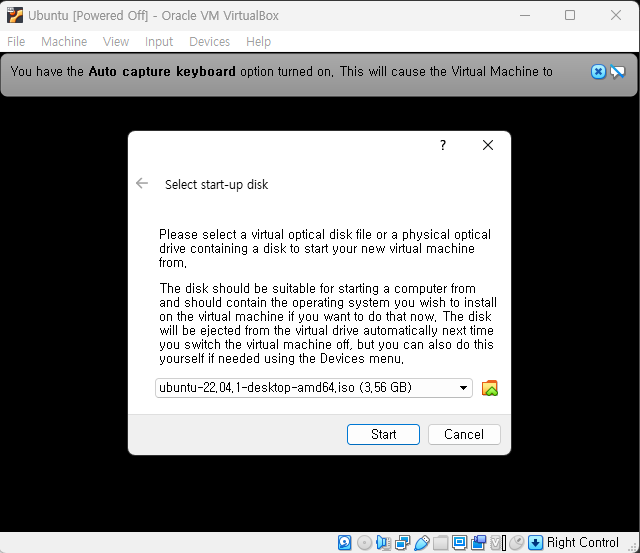 Ubuntu [Powered Off] - Oracle VM VirtualBox
File Machine View Input Devices Help
You have the Auto capture keyboard option turned on. This will cause the Virtual Machine to
?
Select start-up disk
Please select a virtual optical disk file or a physical optical
drive containing a disk to start your new virtual machine
from.
The disk should be suitable for starting a computer from
and should contain the operating system you wish to install
on the virtual machine if you want to do that now. The disk
will be ejected from the virtual drive automatically next time
you switch the virtual machine off, but you can also do this
yourself if needed using the Devices menu.
ubuntu-22.04.1-desktop-amd64.iso (3.56 GB)
Start Cancel
Right Control